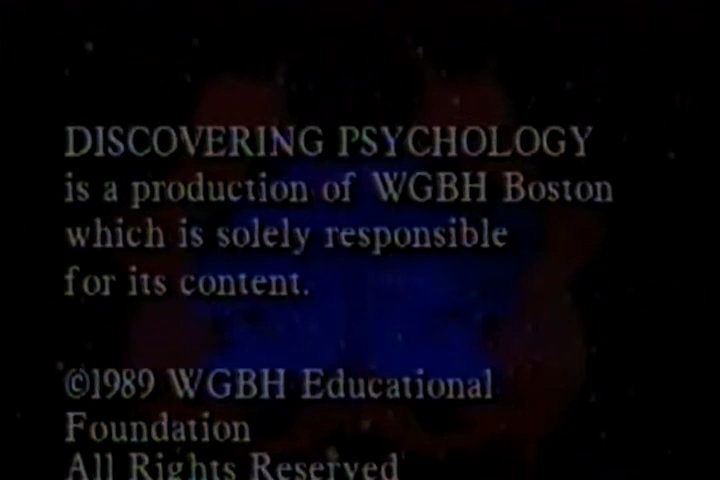 DISCOVERING PSYCHOLOGY
is a production of WGBH Boston
which is solely responsible
for its content.
©1989 WGBH Educational
Foundation
All Rights Reserved